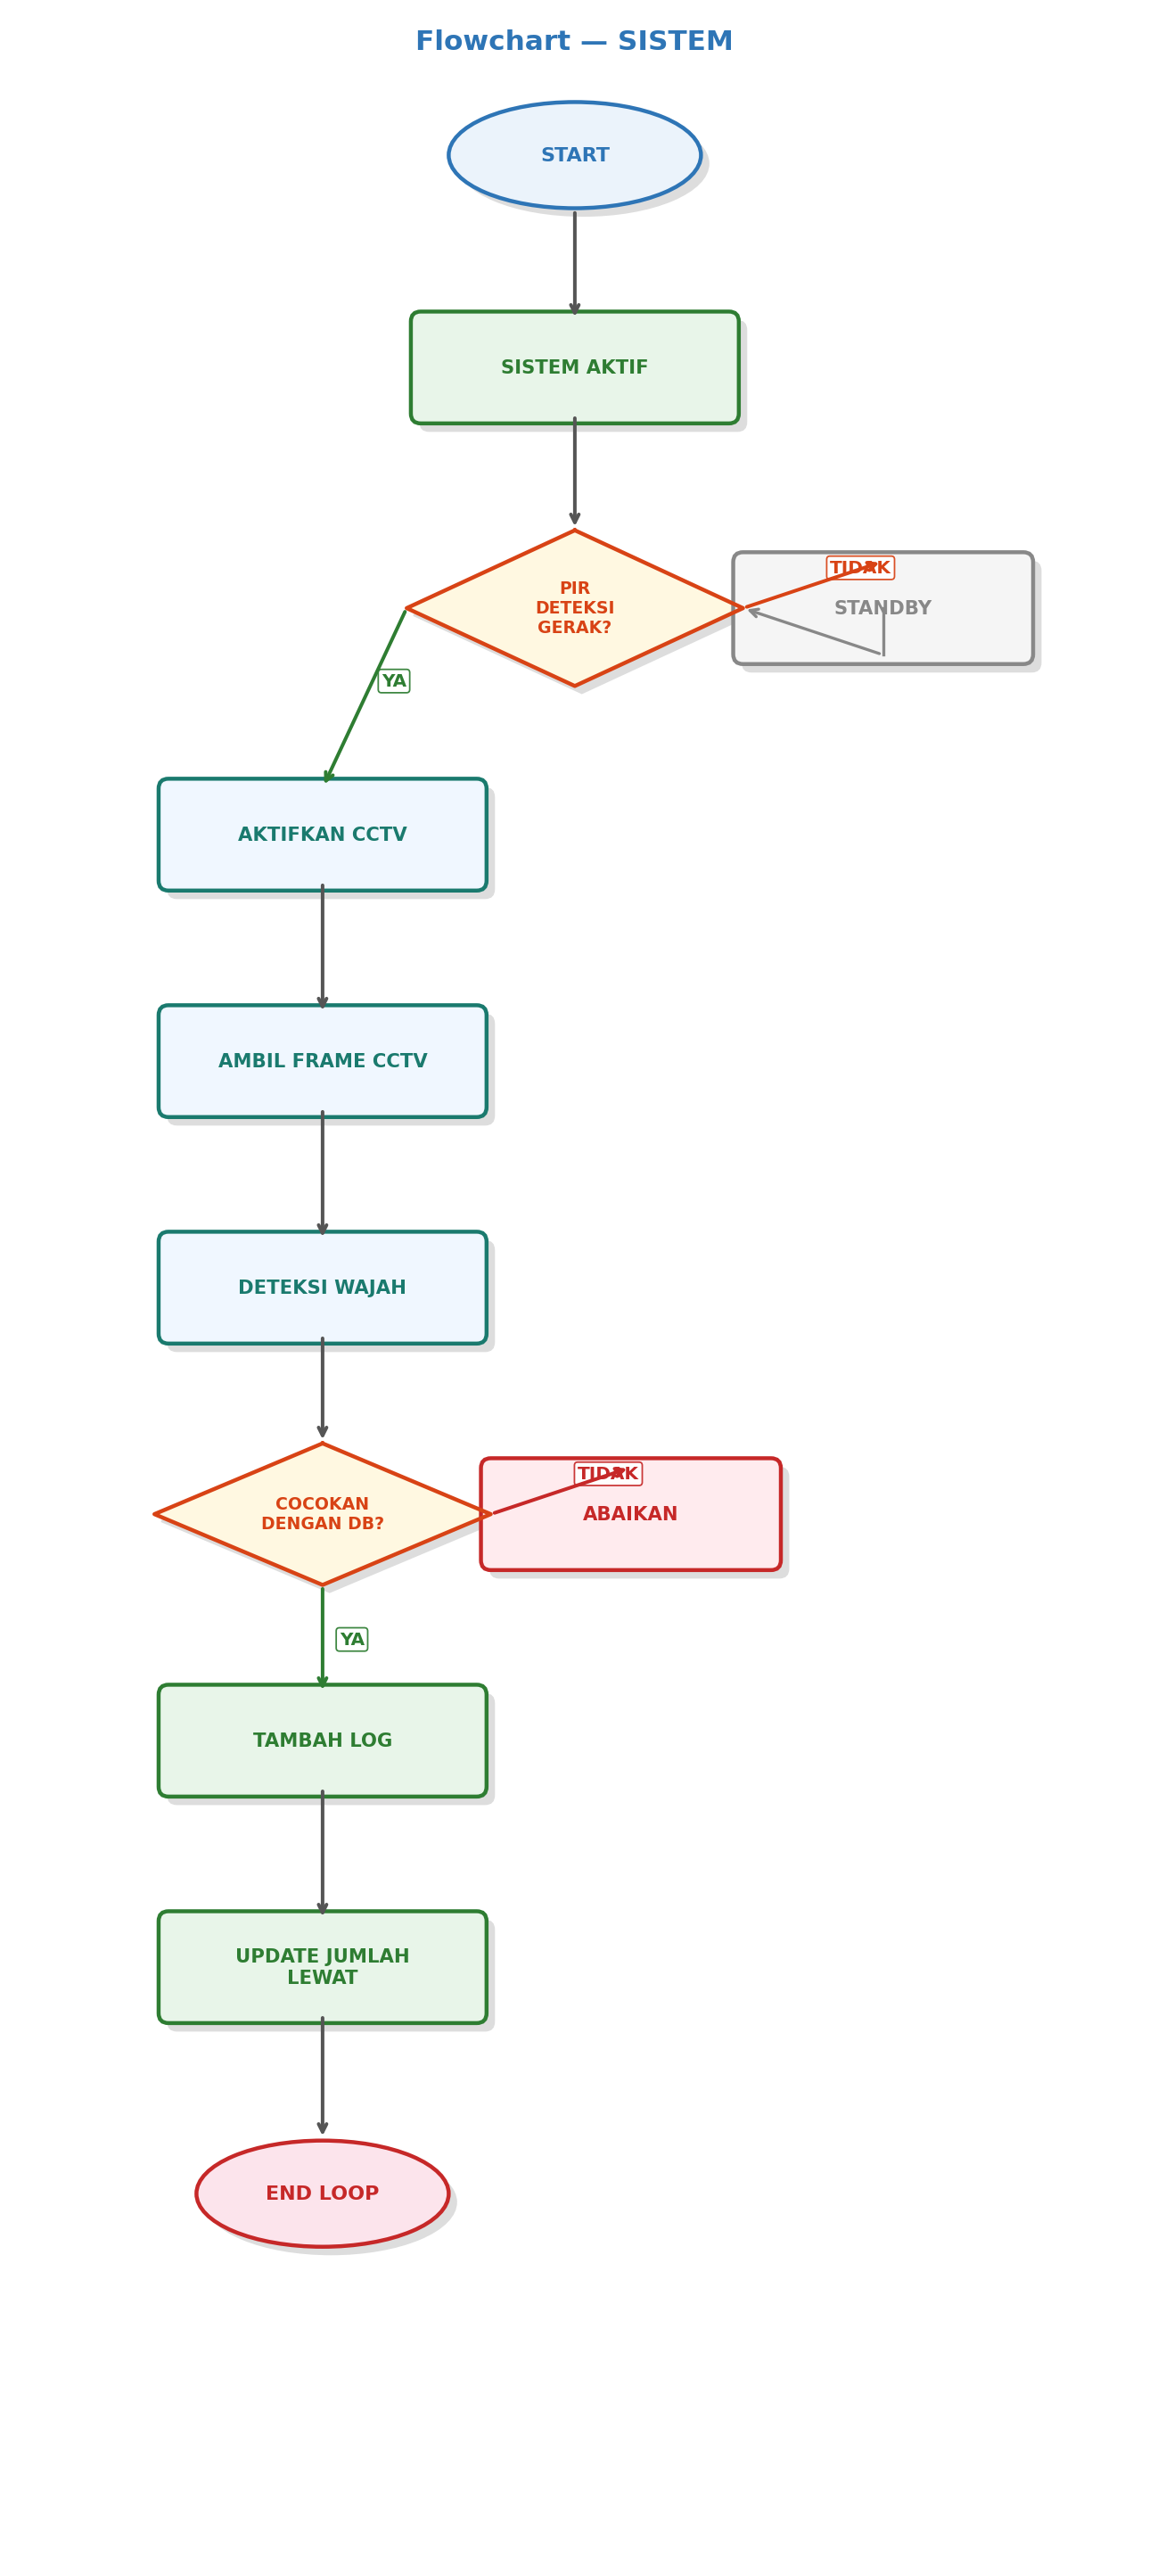 Flowchart — SISTEM
START
SISTEM AKTIF
PIR
DETEKSI
GERAK?
TIDAK
STANDBY
YA
AKTIFKAN CCTV
AMBIL FRAME CCTV
DETEKSI WAJAH
COCOKAN
DENGAN DB?
TIDAK
ABAIKAN
YA
TAMBAH LOG
UPDATE JUMLAH
LEWAT
END LOOP